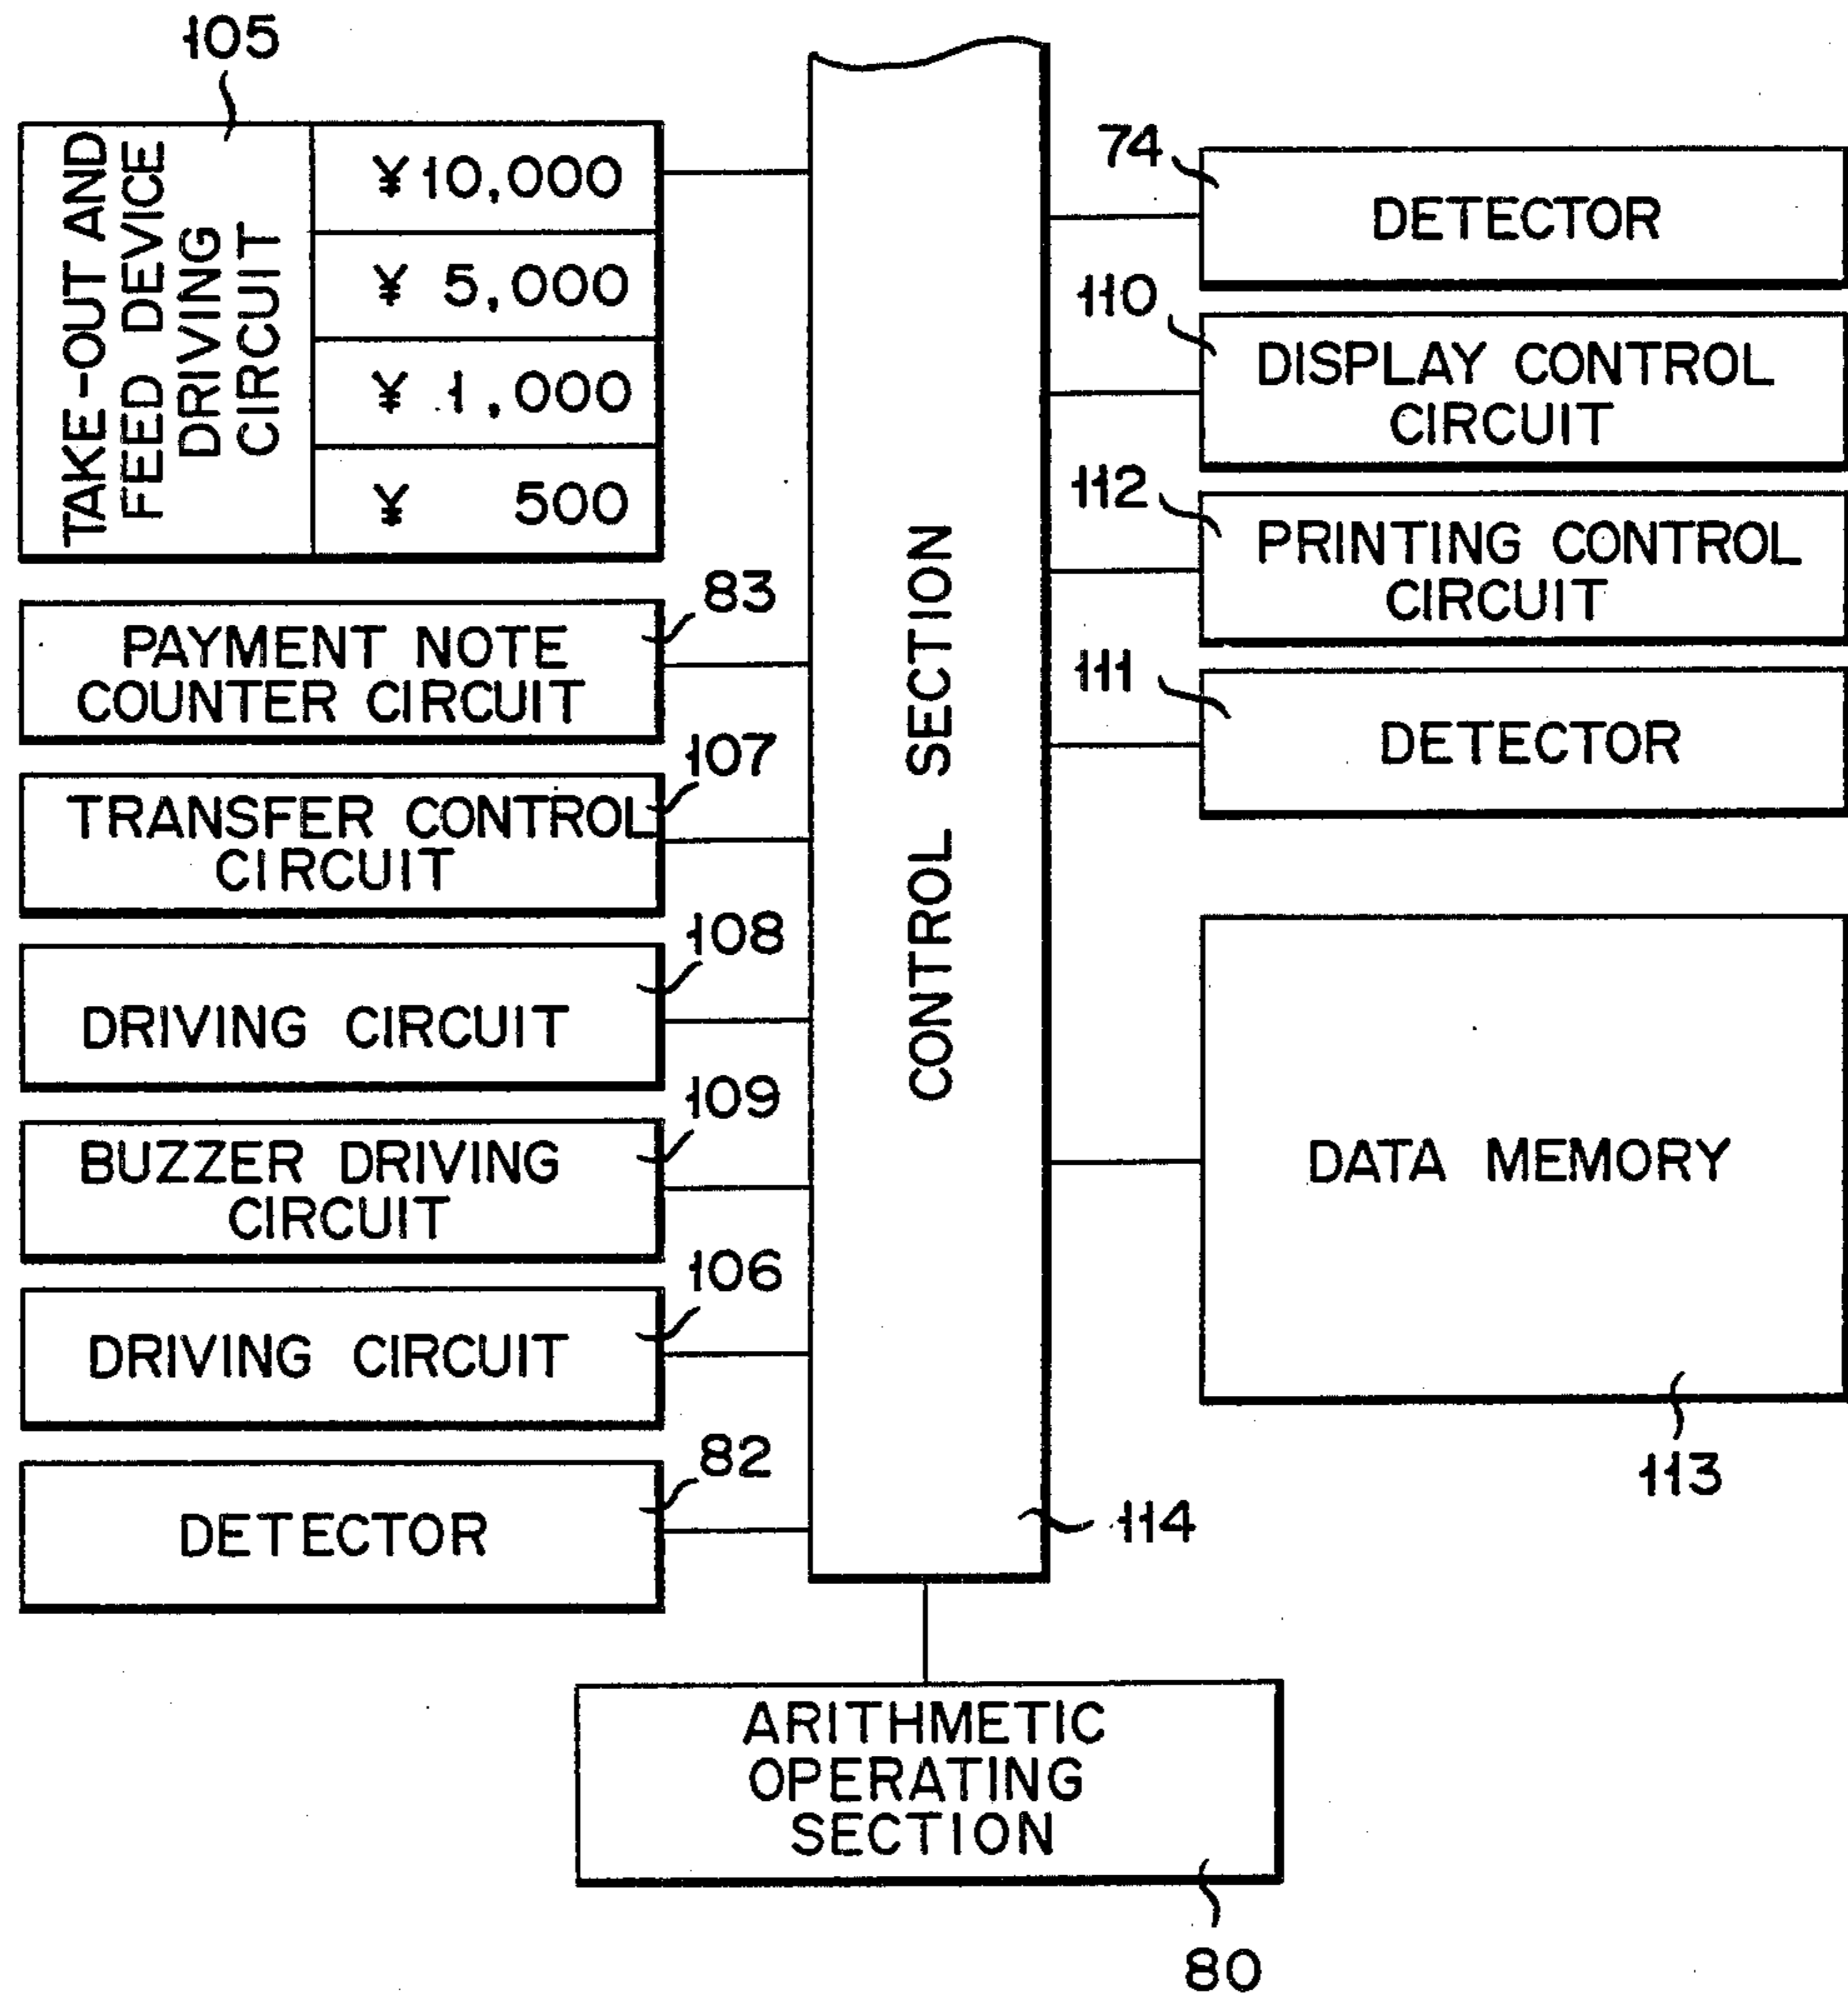 105
TAKE-OUT AND
FEED DEVICE
DRIVING
CIRCUIT
¥ 10,000
¥ 5,000
¥ 1,000
¥ 500
83
PAYMENT NOTE
COUNTER CIRCUIT
107
TRANSFER CONTROL
CIRCUIT
108
DRIVING CIRCUIT
109
BUZZER DRIVING
CIRCUIT
106
DRIVING CIRCUIT
82
DETECTOR
CONTROL SECTION
114
74
DETECTOR
110
DISPLAY CONTROL
CIRCUIT
112
PRINTING CONTROL
CIRCUIT
111
DETECTOR
DATA MEMORY
113
ARITHMETIC
OPERATING
SECTION
80